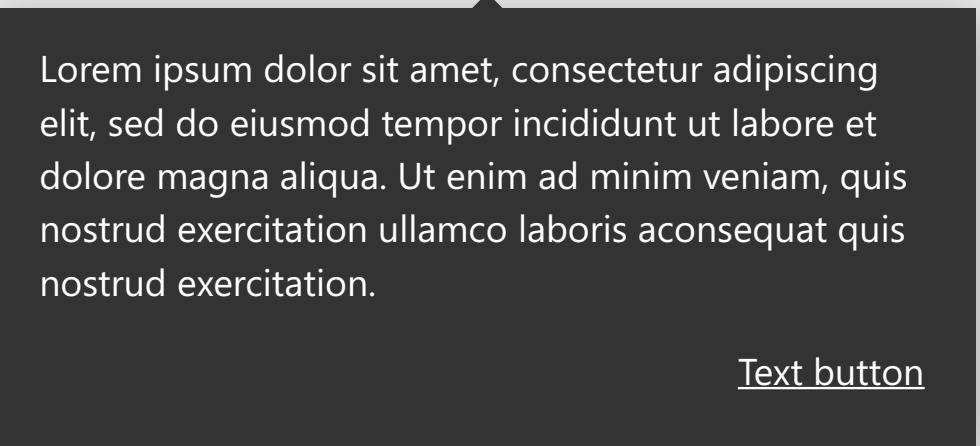 Lorem ipsum dolor sit amet, consectetur adipiscing
elit, sed do eiusmod tempor incididunt ut labore et
dolore magna aliqua. Ut enim ad minim veniam, quis
nostrud exercitation ullamco laboris aconsequat quis
nostrud exercitation.
Text button